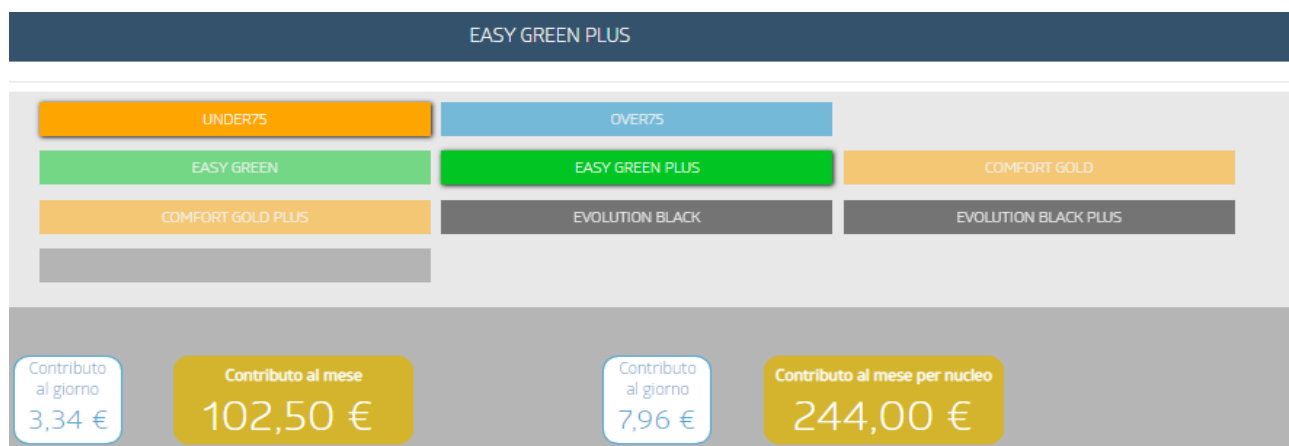 EASY GREEN PLUS
UNDER75
OVER75
EASY GREEN
EASY GREEN PLUS
COMFORT GOLD
COMFORT GOLD PLUS
EVOLUTION BLACK
EVOLUTION BLACK PLUS
Contributo
al giorno
3,34 €
Contributo al mese
102,50 €
Contributo
al giorno
7,96 €
Contributo al mese per nucleo
244,00 €